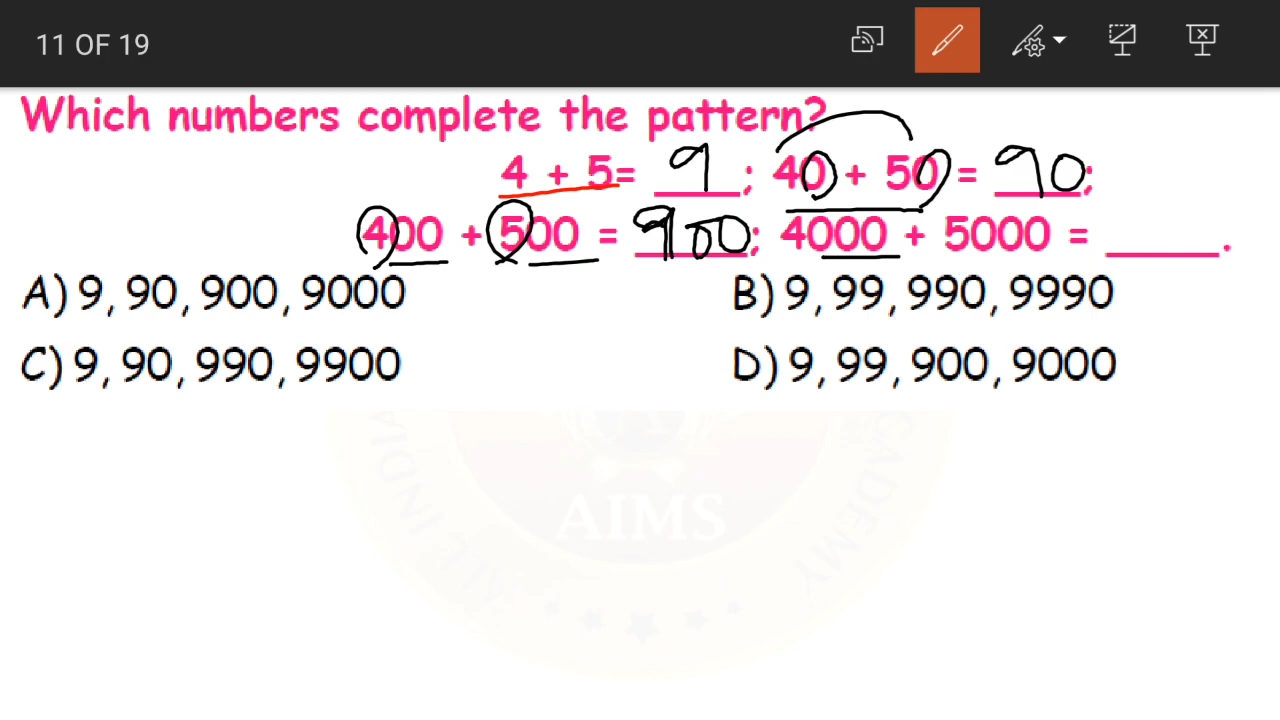 11 OF 19
Which numbers complete the pattern?
4 + 5= 9 ; 40 + 50 = 90;
400 + 500 = 900; 4000 + 5000 = ______.
A) 9, 90, 900, 9000
B) 9, 99, 990, 9990
C) 9, 90, 990, 9900
D) 9, 99, 900, 9000
AIMS